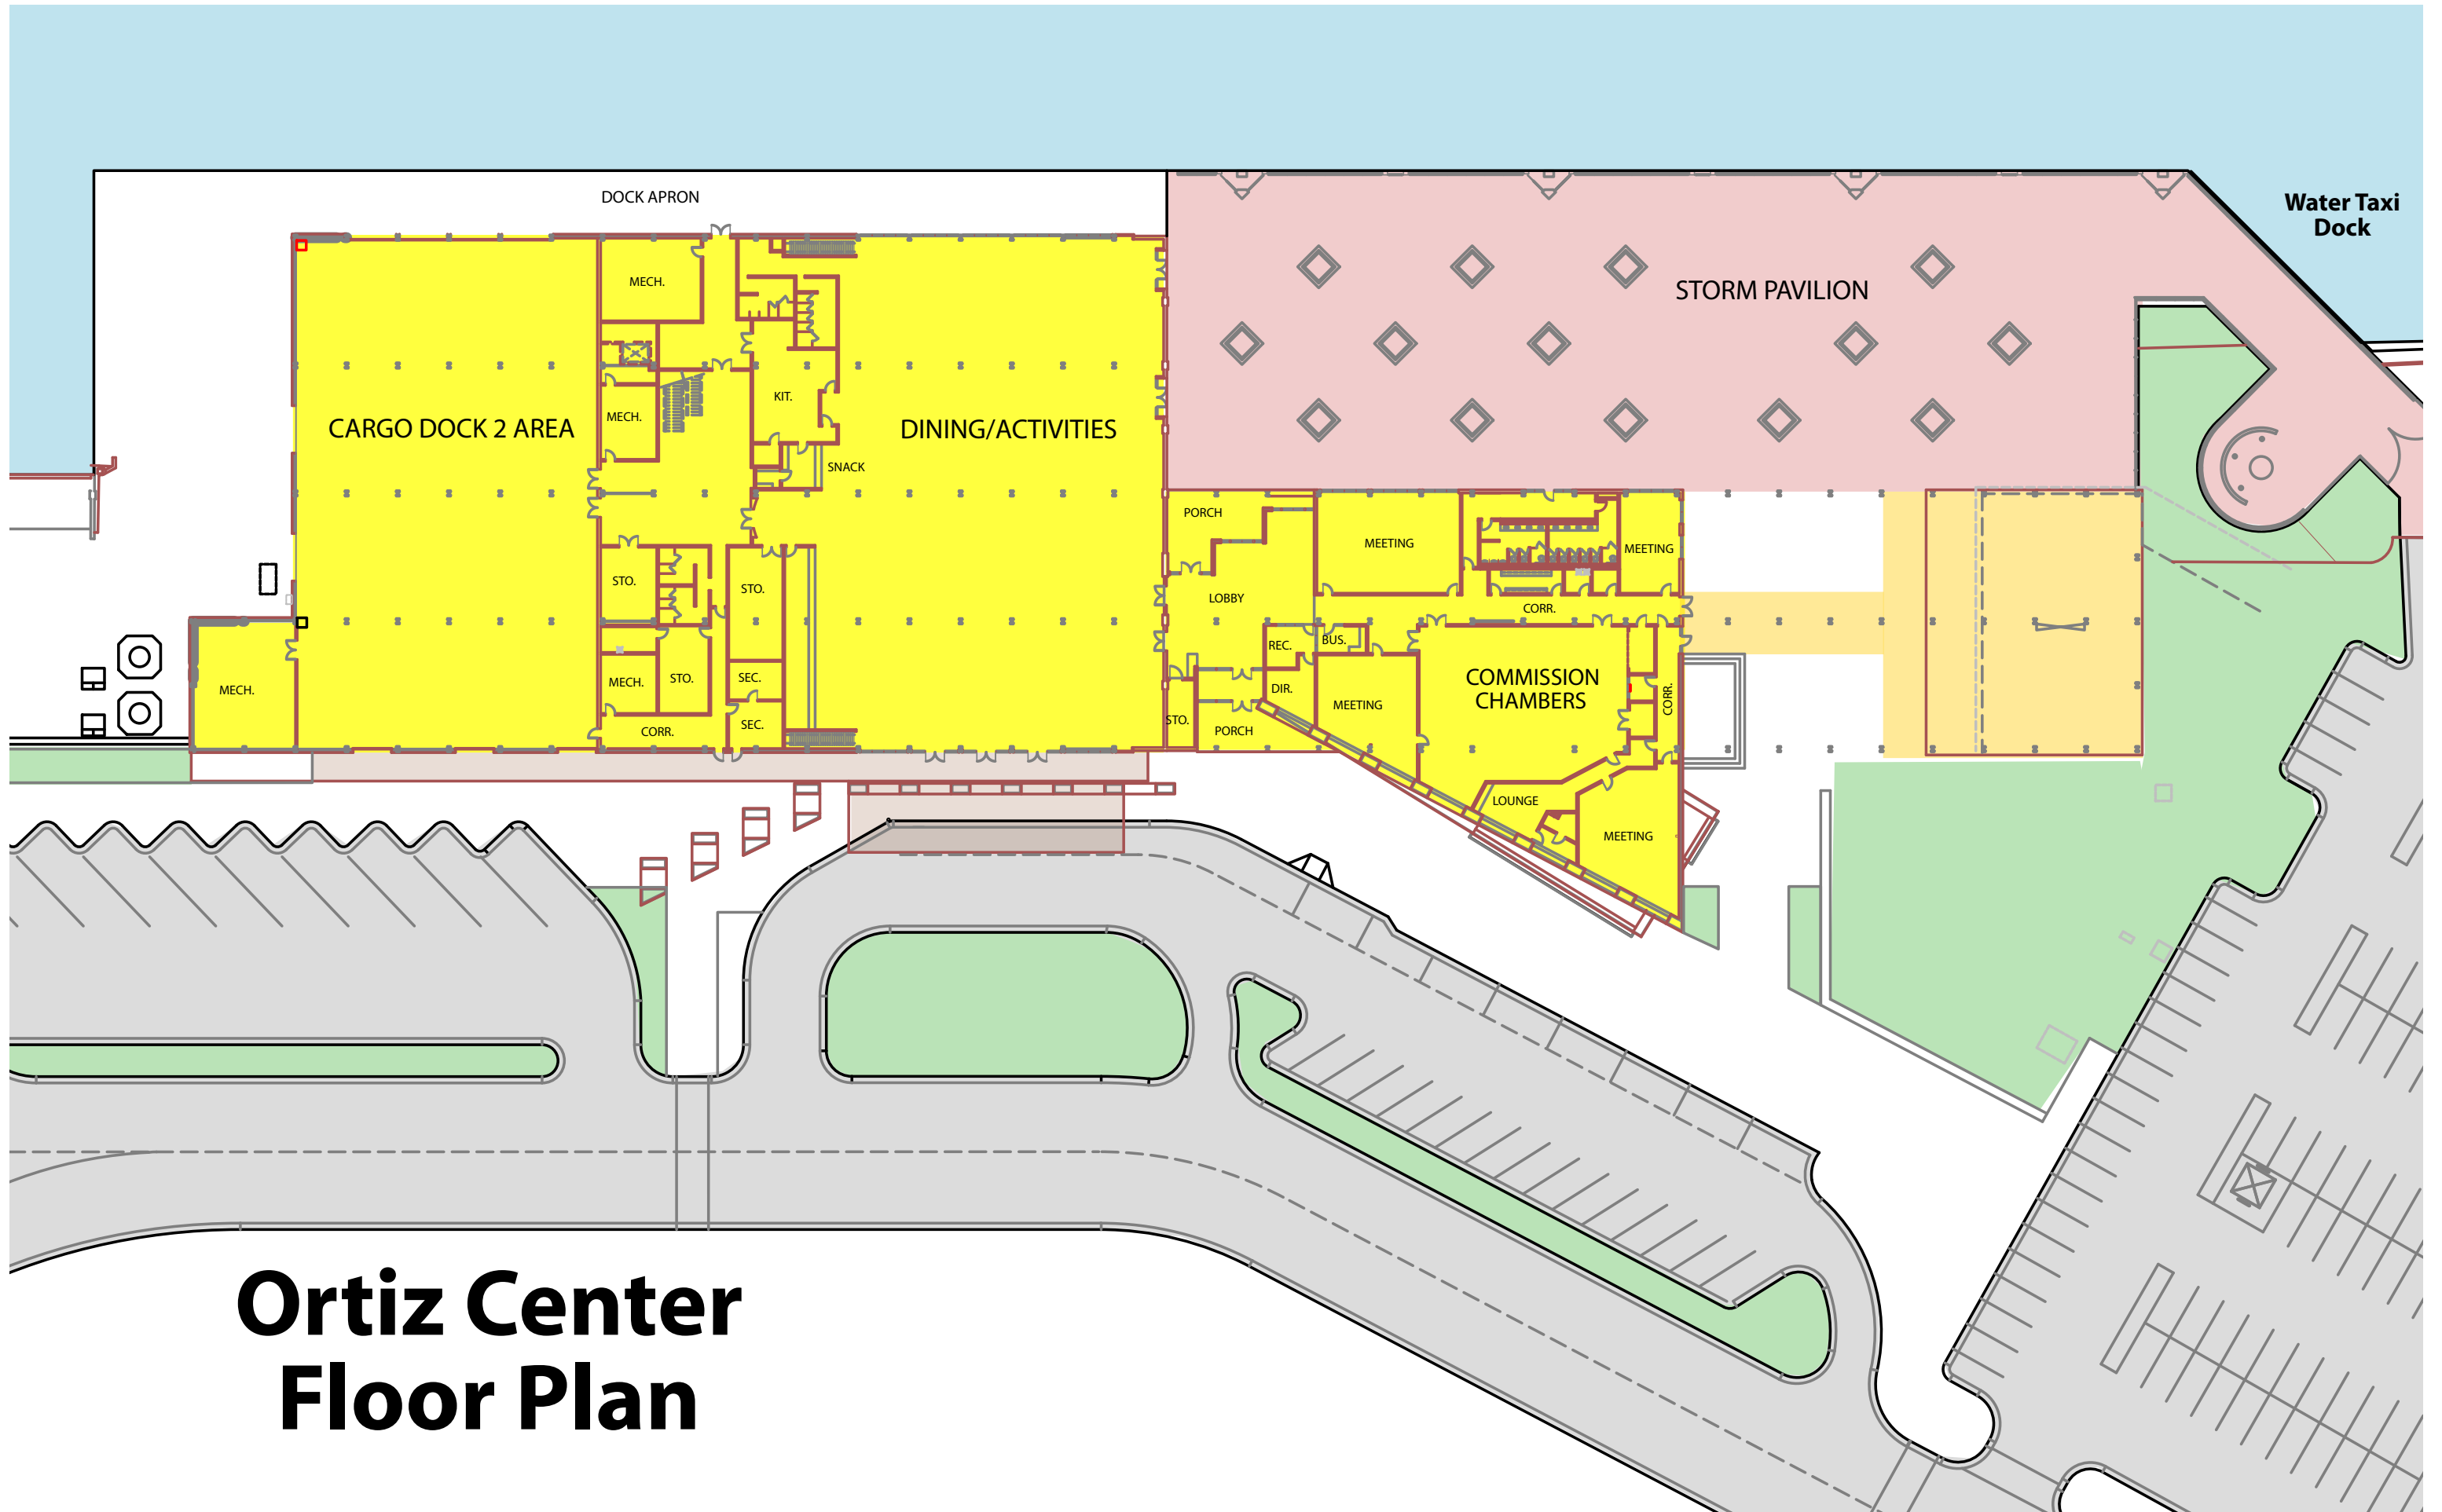 DOCK APRON
Water Taxi
Dock
MECH.
STORM PAVILION
KIT.
MECH.
CARGO DOCK 2 AREA
DINING/ACTIVITIES
SNACK
PORCH
MEETING
MEETING
STO.
STO.
LOBBY
CORR.
REC.
BUS.
MECH.
MECH.
STO.
SEC.
DIR.
COMMISSION
CHAMBERS
CORR.
MEETING
STO.
SEC.
CORR.
PORCH
LOUNGE
MEETING
Ortiz Center
Floor Plan